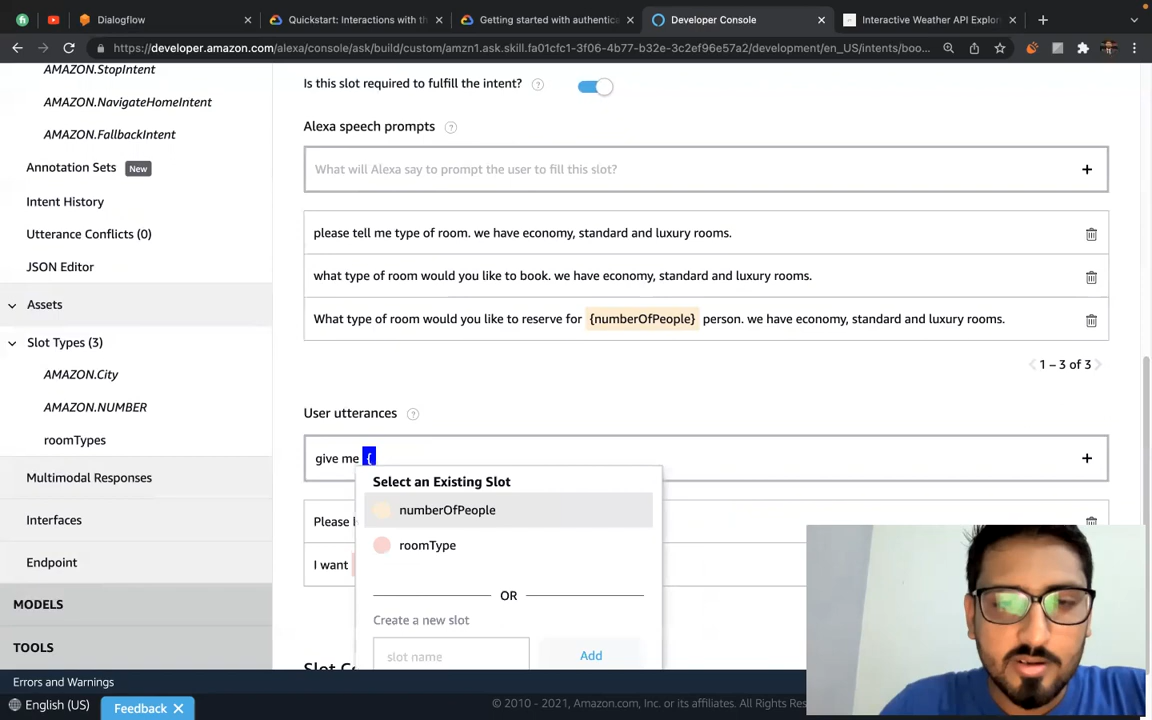 Dialogflow
Quickstart: Interactions with th
Getting started with authentica
Developer Console
Interactive Weather API Explor
https://developer.amazon.com/alexa/console/ask/build/custom/amzn1.ask.skill.fa01cfc1-3f06-4b77-b32e-3c2ef96e57a2/development/en_US/intents/boo...
AMAZON.StopIntent
AMAZON.NavigateHomeIntent
AMAZON.FallbackIntent
Annotation Sets New
Intent History
Utterance Conflicts (0)
JSON Editor
Assets
Slot Types (3)
AMAZON.City
AMAZON.NUMBER
roomTypes
Multimodal Responses
Interfaces
Endpoint
MODELS
TOOLS
Is this slot required to fulfill the intent?
Alexa speech prompts
What will Alexa say to prompt the user to fill this slot?
please tell me type of room. we have economy, standard and luxury rooms.
what type of room would you like to book. we have economy, standard and luxury rooms.
What type of room would you like to reserve for {numberOfPeople} person. we have economy, standard and luxury rooms.
1 – 3 of 3
User utterances
give me {
Select an Existing Slot
numberOfPeople
roomType
OR
Create a new slot
slot name
Add
Please
I want
Errors and Warnings
English (US)
Feedback
© 2010 - 2021, Amazon.com, Inc. or its affiliates. All Rights